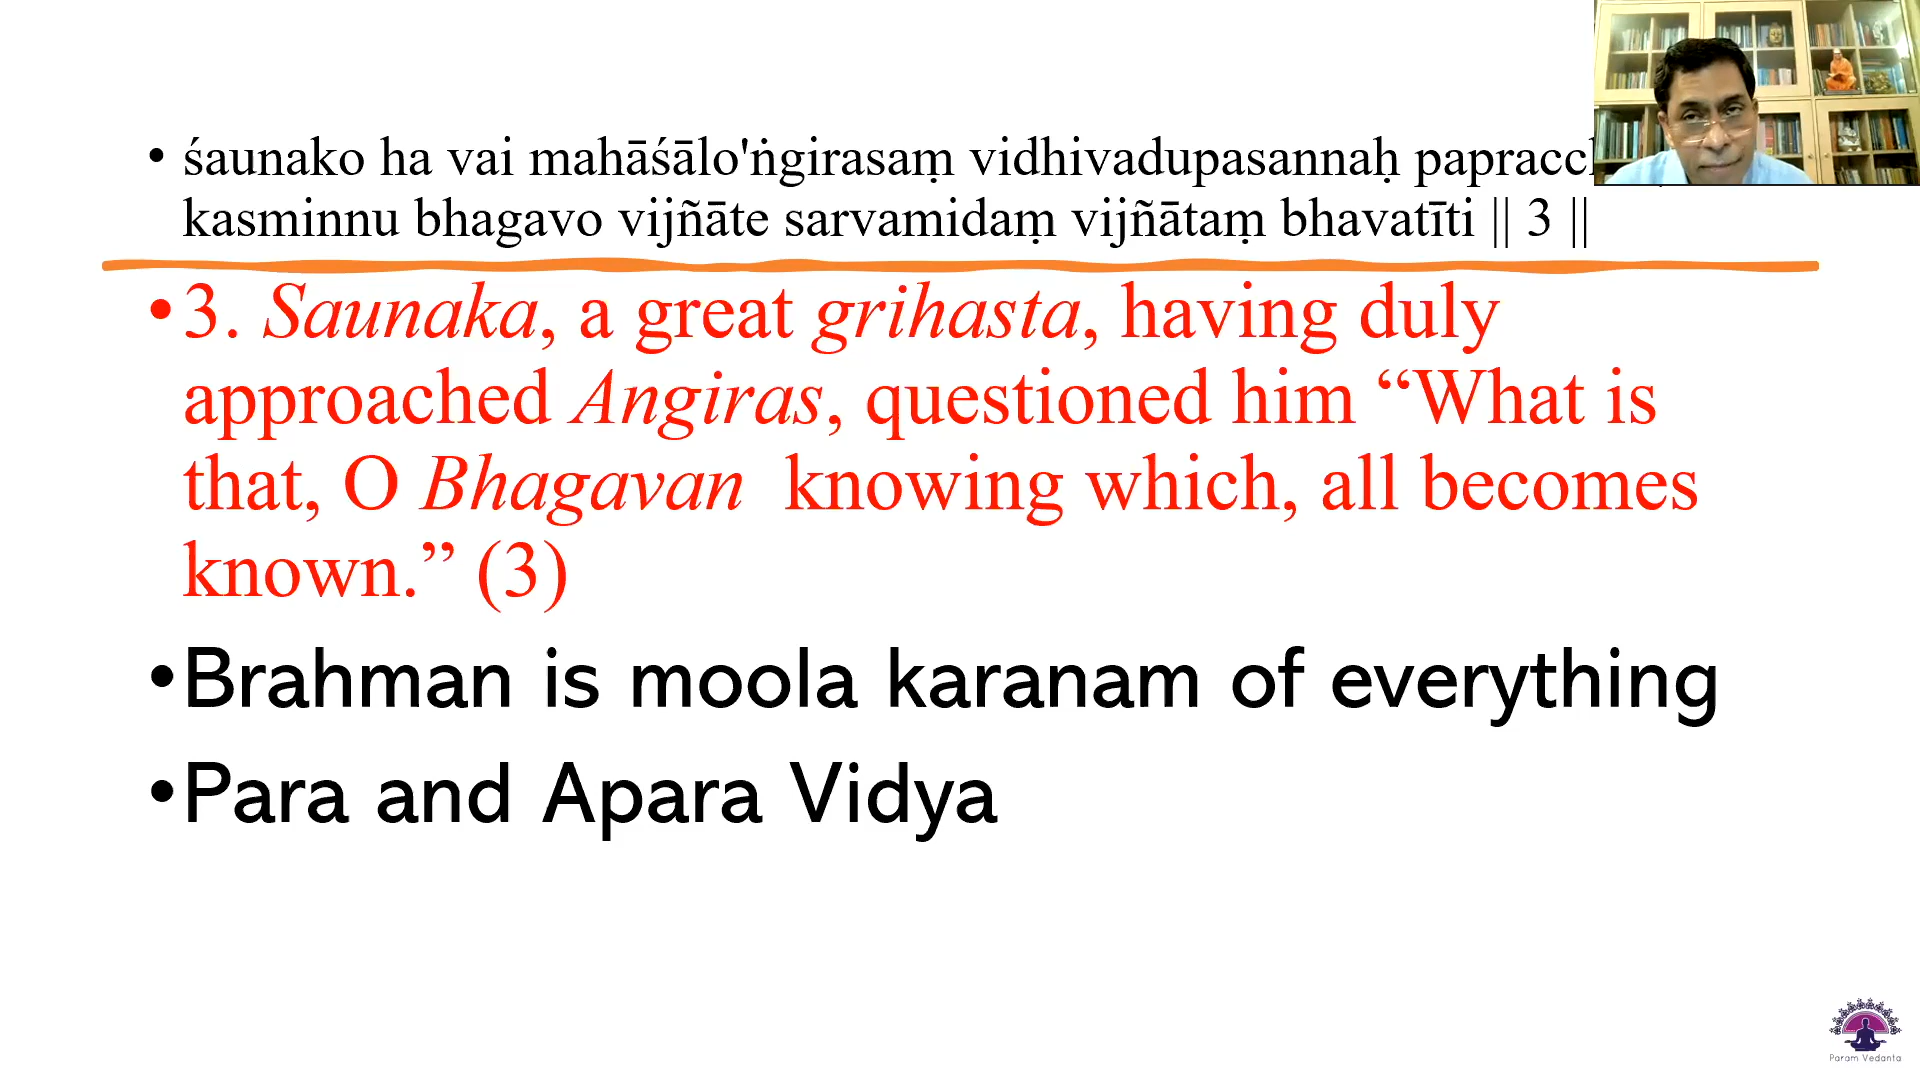 • śaunako ha vai mahāśālo'ṅgirasaṃ vidhivadupasannaḥ
kasminnu bhagavo vijñāte sarvamidaṃ vijñātaṃ bhavatīti || 3 ||
• 3. Saunaka, a great grihasta, having duly
approached Angiras, questioned him “What is
that, O Bhagavan knowing which, all becomes
known.” (3)
• Brahman is moola karanam of everything
• Para and Apara Vidya
Param Vedanta